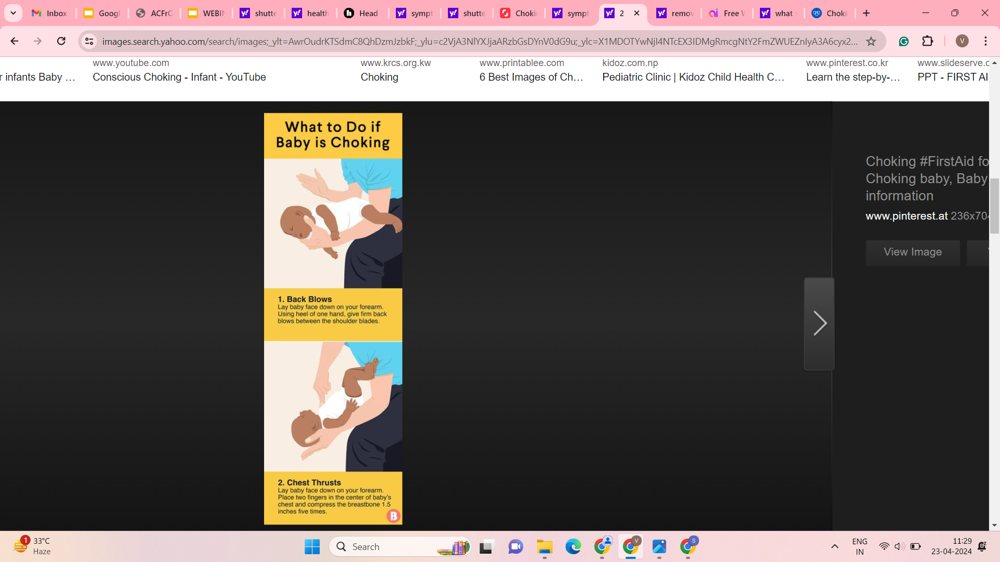 Inbox
Googl
ACFrC
WEBI
shutte
health
Head
sympt
shutte
Choki
sympt
2
remov
Free V
what
Choki
images.search.yahoo.com/search/images;_ylt=AwrOudrKTSdmC8QhDzmJzbkF;_ylu=c2VjA3NlYXJjaARzbGsDYnV0dG9u;_ylc=X1MDOTYwNjI4NTcEX3IDMgRmcgNtY2FmZWUEZnIyA3A6cyx2...
V
www.youtube.com
www.krcs.org.kw
www.printablee.com
kidoz.com.np
www.pinterest.co.kr
www.slideserve.c
r infants Baby ...
Conscious Choking - Infant - YouTube
Choking
6 Best Images of Ch...
Pediatric Clinic | Kidoz Child Health C...
Learn the step-by-...
PPT - FIRST AI
What to Do if
Baby is Choking
1. Back Blows
Lay baby face down on your forearm.
Using heel of one hand, give firm back
blows between the shoulder blades.
2. Chest Thrusts
Lay baby face down on your forearm.
Place two fingers in the center of baby's
chest and compress the breastbone 1.5
inches five times.
B
Choking #FirstAid fo
Choking baby, Baby
information
www.pinterest.at 236x704
View Image
1
33°C
Haze
Search
V
S
ENG
IN
11:29
23-04-2024